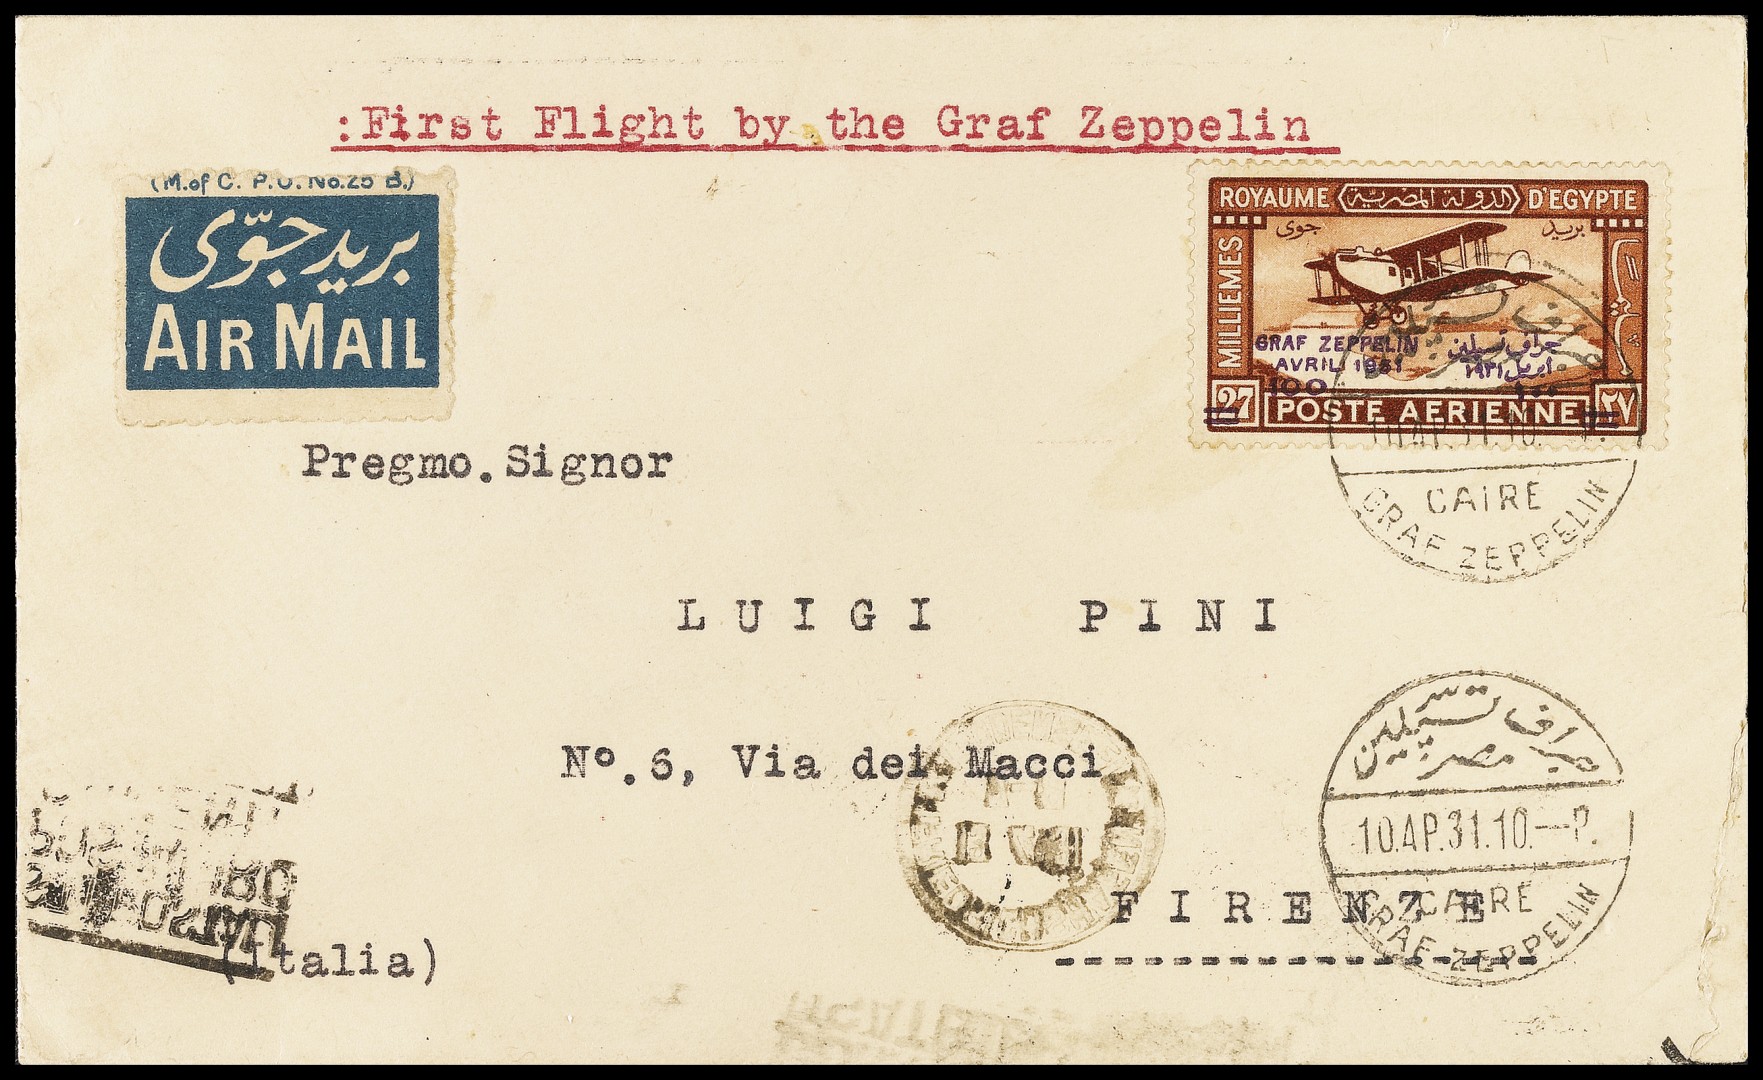 :First Flight by the Graf Zeppelin
(M. of C. P.O. No. 25 B.)
بريد جوّى
AIR MAIL
ROYAUME الدولة المصرية D'EGYPTE
جوى بريد
MILLIEMES
GRAF ZEPPELIN جراف تسبلين
AVRIL 1931 ابريل ١٩٣١
100 ١٠٠
27 POSTE AERIENNE ٢٧
10.AP.31.10.
CAIRE
GRAF ZEPPELIN
Pregmo.Signor
LUIGI PINI
Nº.6, Via dei Macci
FIRENZE
(Italia)
جراف تسبلين
مصر
10.AP.31.10.—P.
CAIRE
GRAF ZEPPELIN